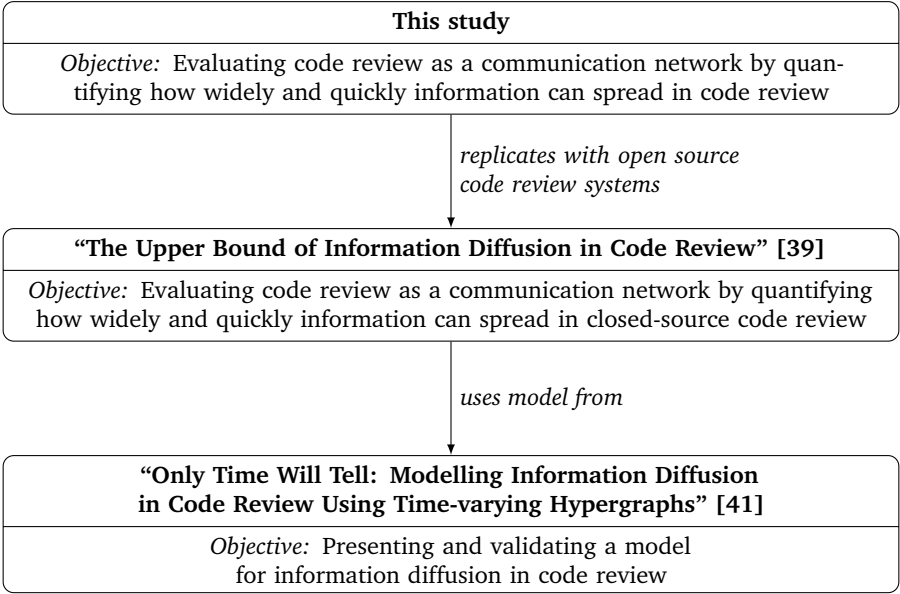 This study
Objective: Evaluating code review as a communication network by quan-
tifying how widely and quickly information can spread in code review
replicates with open source
code review systems
“The Upper Bound of Information Diffusion in Code Review” [39]
Objective: Evaluating code review as a communication network by quantifying
how widely and quickly information can spread in closed-source code review
uses model from
“Only Time Will Tell: Modelling Information Diffusion
in Code Review Using Time-varying Hypergraphs” [41]
Objective: Presenting and validating a model
for information diffusion in code review